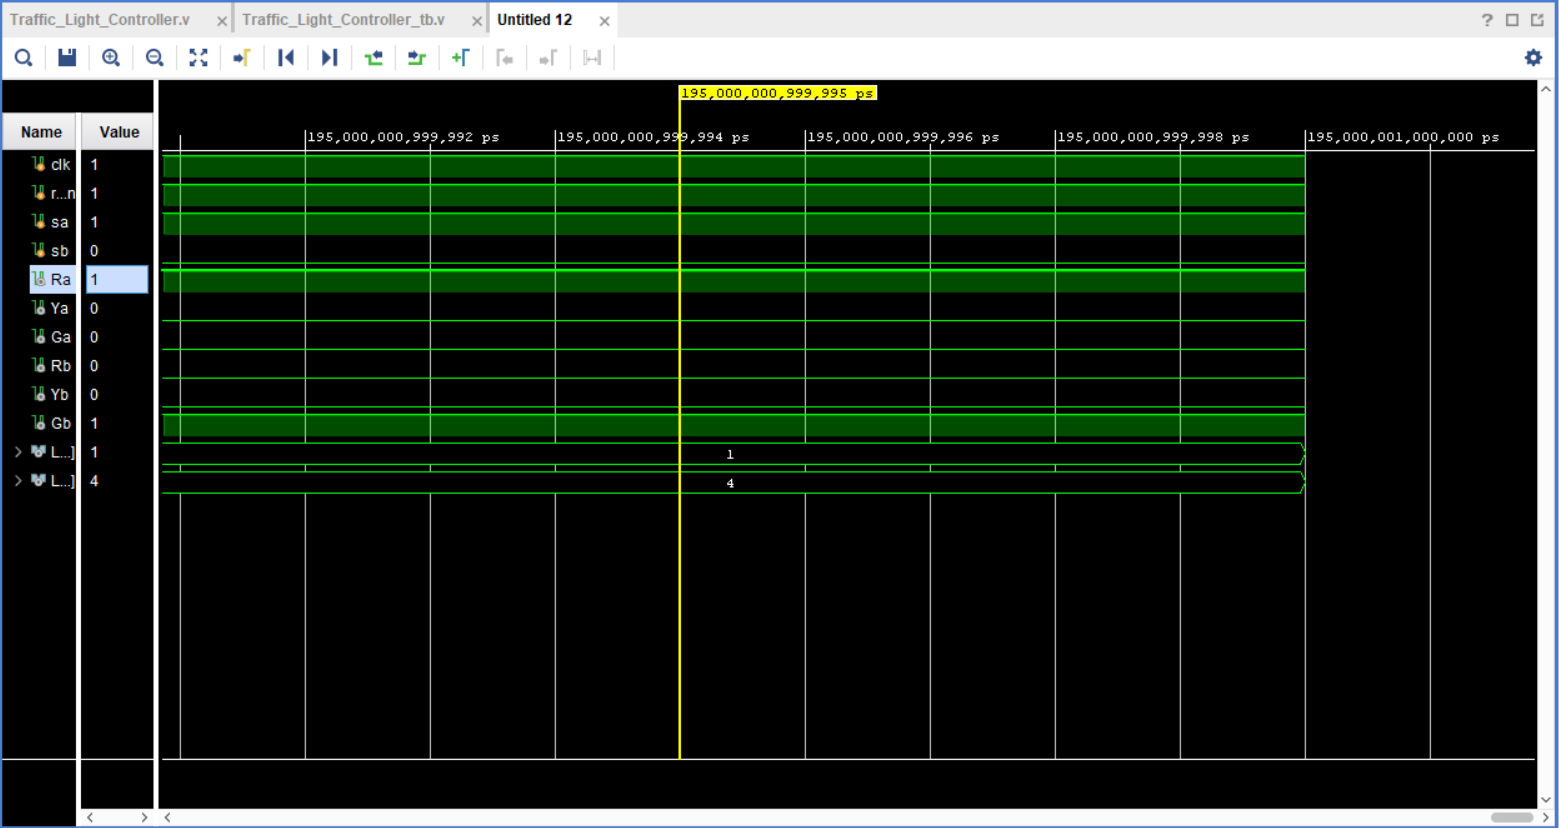 Traffic_Light_Controller.v Traffic_Light_Controller_tb.v Untitled 12
195,000,000,999,995 ps
Name Value
195,000,000,999,992 ps 195,000,000,999,994 ps 195,000,000,999,996 ps 195,000,000,999,998 ps 195,000,001,000,000 ps
clk 1
r...n 1
sa 1
sb 0
Ra 1
Ya 0
Ga 0
Rb 0
Yb 0
Gb 1
L...] 1 1
L...] 4 4